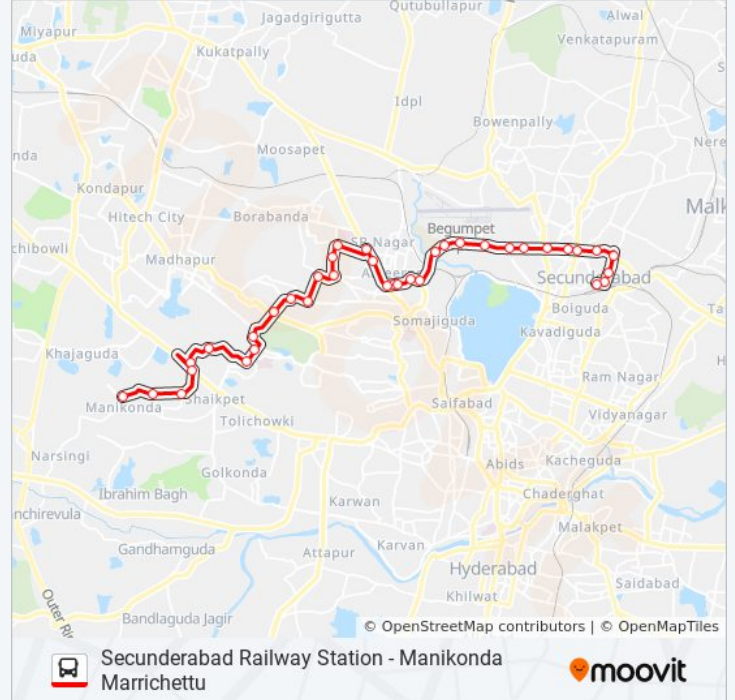 Qutubullapur
Jagadgirigutta
Alwal
Miyapur
Venkatapuram
Kukatpally
Idpl
Bowenpally
Moosapet
Kondapur
Hitech City
Borabanda
Begumpet
SR Nagar
Madhapur
Secunderabad
Boiguda
Somajiguda
Kavadiguda
Khajaguda
Ram Nagar
Manikonda
Shaikpet
Saifabad
Tolichowki
Vidyanagar
Narsingi
Golkonda
Abids
Kacheguda
Ibrahim Bagh
Chaderghat
Karwan
Malakpet
Gandhamguda
Attapur
Karvan
Hyderabad
Saidabad
Khilwat
Bandlaguda Jagir
© OpenStreetMap contributors | © OpenMapTiles
Secunderabad Railway Station - Manikonda
Marrichettu
moovit